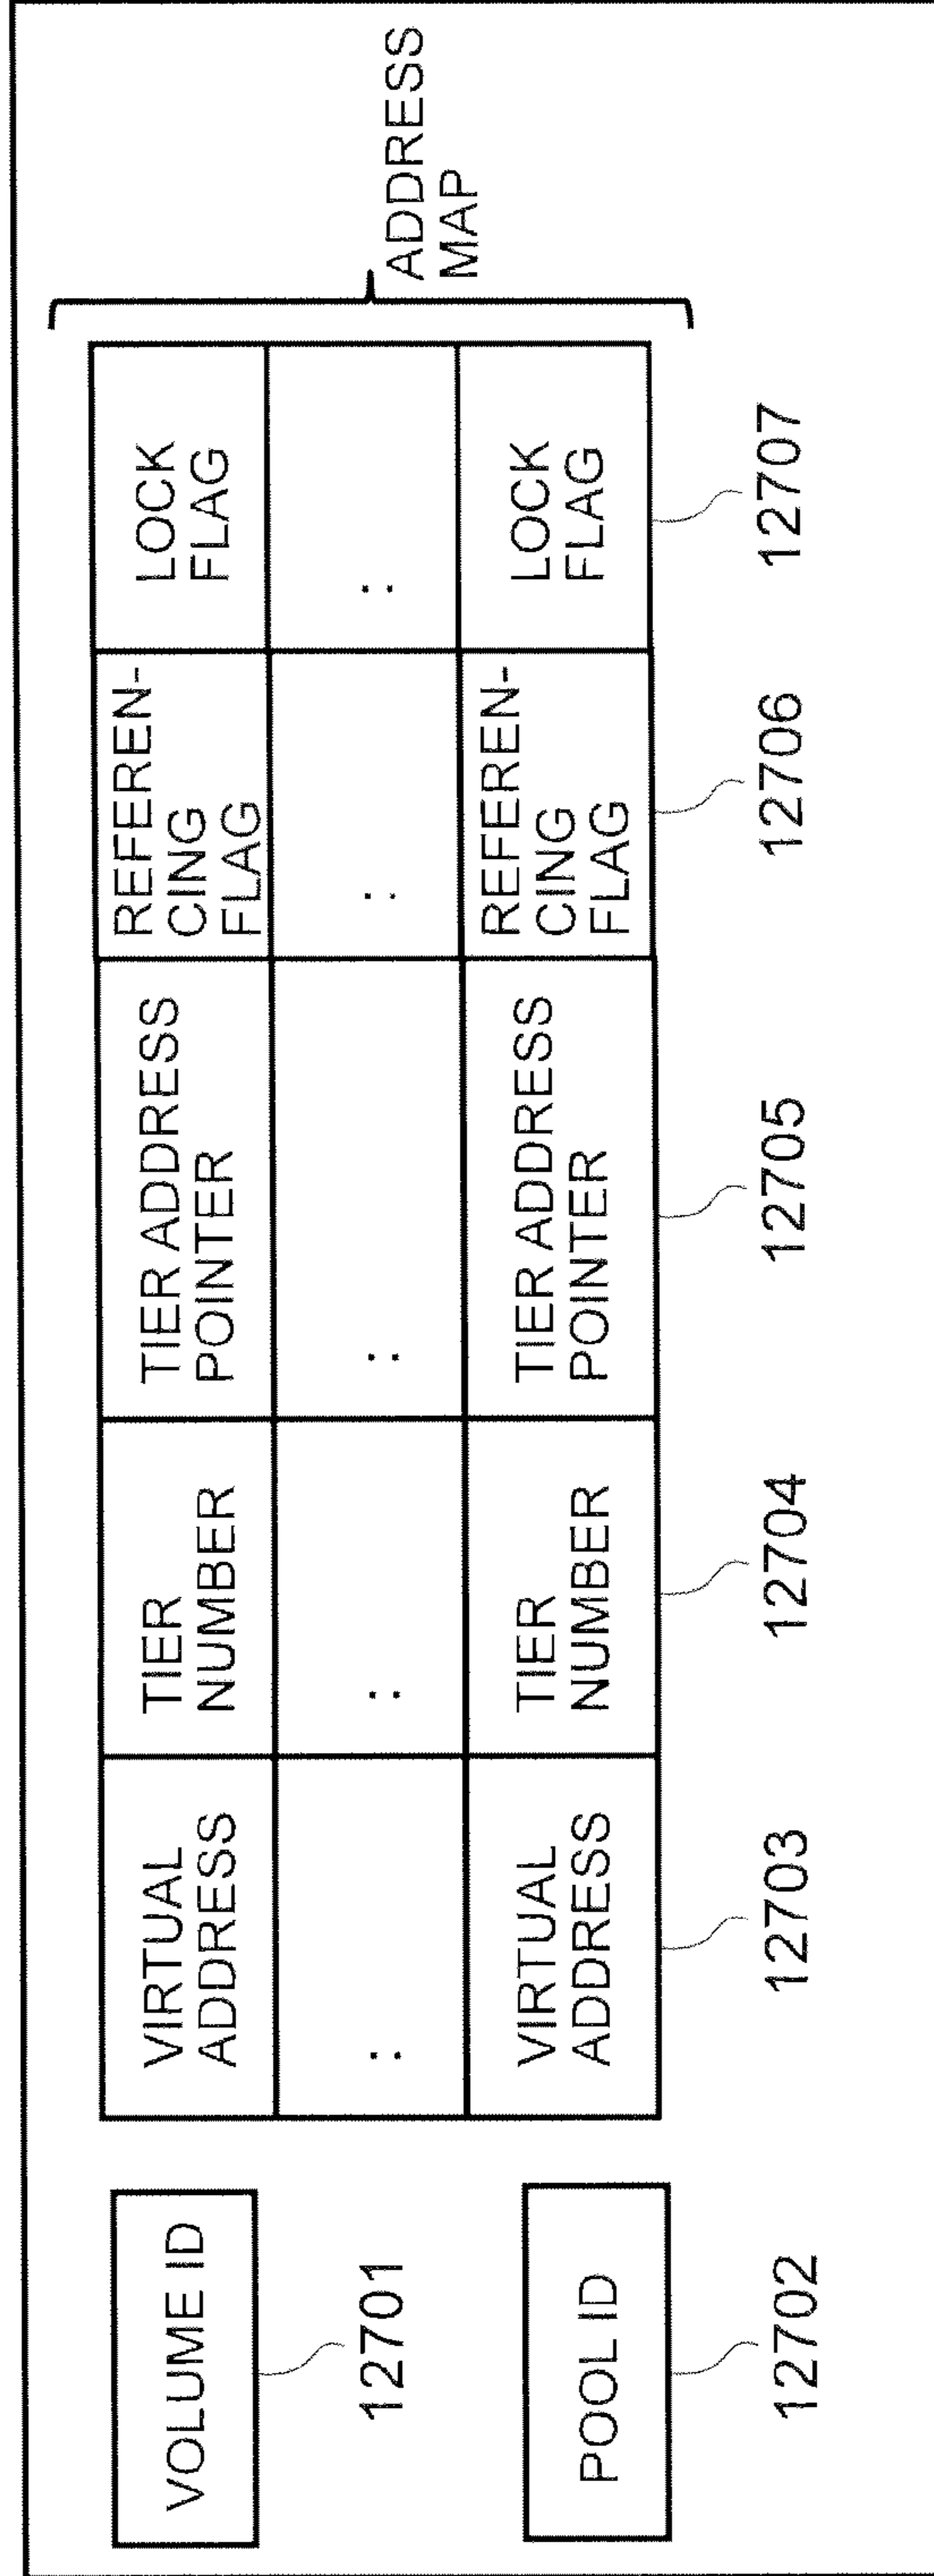 VOLUME ID
12701
POOL ID
12702
VIRTUAL
ADDRESS
TIER
NUMBER
TIER ADDRESS
POINTER
REFEREN-
CING
FLAG
LOCK
FLAG
:
:
:
:
:
VIRTUAL
ADDRESS
TIER
NUMBER
TIER ADDRESS
POINTER
REFEREN-
CING
FLAG
LOCK
FLAG
12703
12704
12705
12706
12707
ADDRESS
MAP